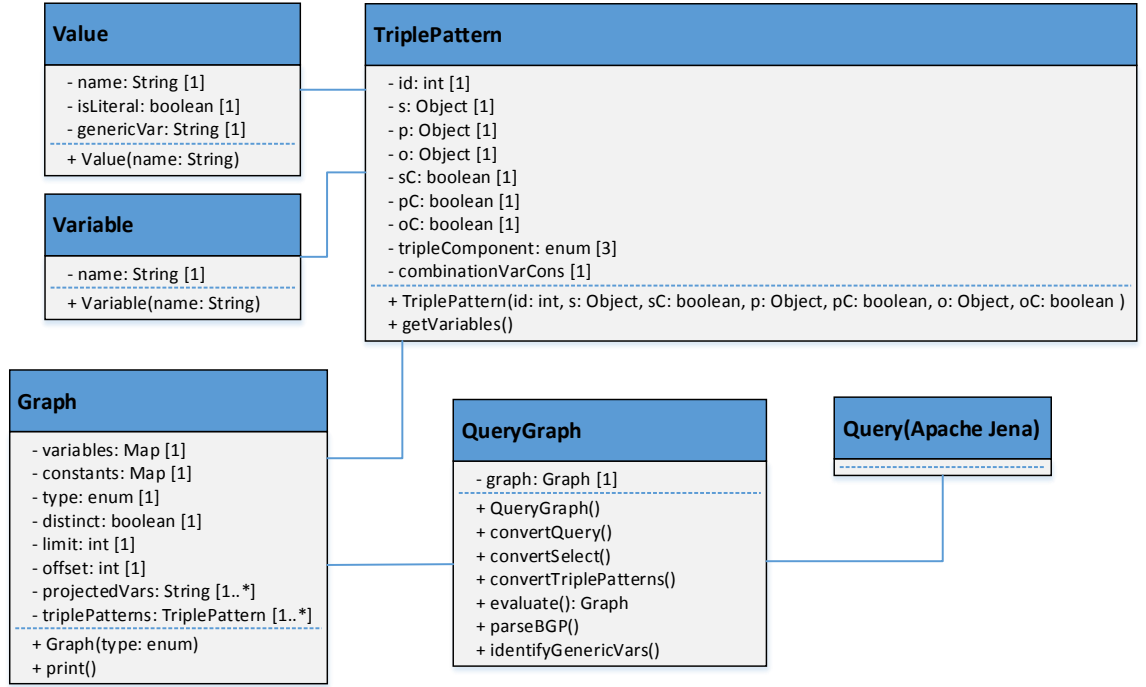 Value
- name: String [1]
- isLiteral: boolean [1]
- genericVar: String [1]
+ Value(name: String)
TriplePattern
- id: int [1]
- s: Object [1]
- p: Object [1]
- o: Object [1]
- sC: boolean [1]
- pC: boolean [1]
- oC: boolean [1]
- tripleComponent: enum [3]
- combinationVarCons [1]
+ TriplePattern(id: int, s: Object, sC: boolean, p: Object, pC: boolean, o: Object, oC: boolean )
+ getVariables()
Variable
- name: String [1]
+ Variable(name: String)
Graph
- variables: Map [1]
- constants: Map [1]
- type: enum [1]
- distinct: boolean [1]
- limit: int [1]
- offset: int [1]
- projectedVars: String [1..*]
- triplePatterns: TriplePattern [1..*]
+ Graph(type: enum)
+ print()
QueryGraph
- graph: Graph [1]
+ QueryGraph()
+ convertQuery()
+ convertSelect()
+ convertTriplePatterns()
+ evaluate(): Graph
+ parseBGP()
+ identifyGenericVars()
Query(Apache Jena)